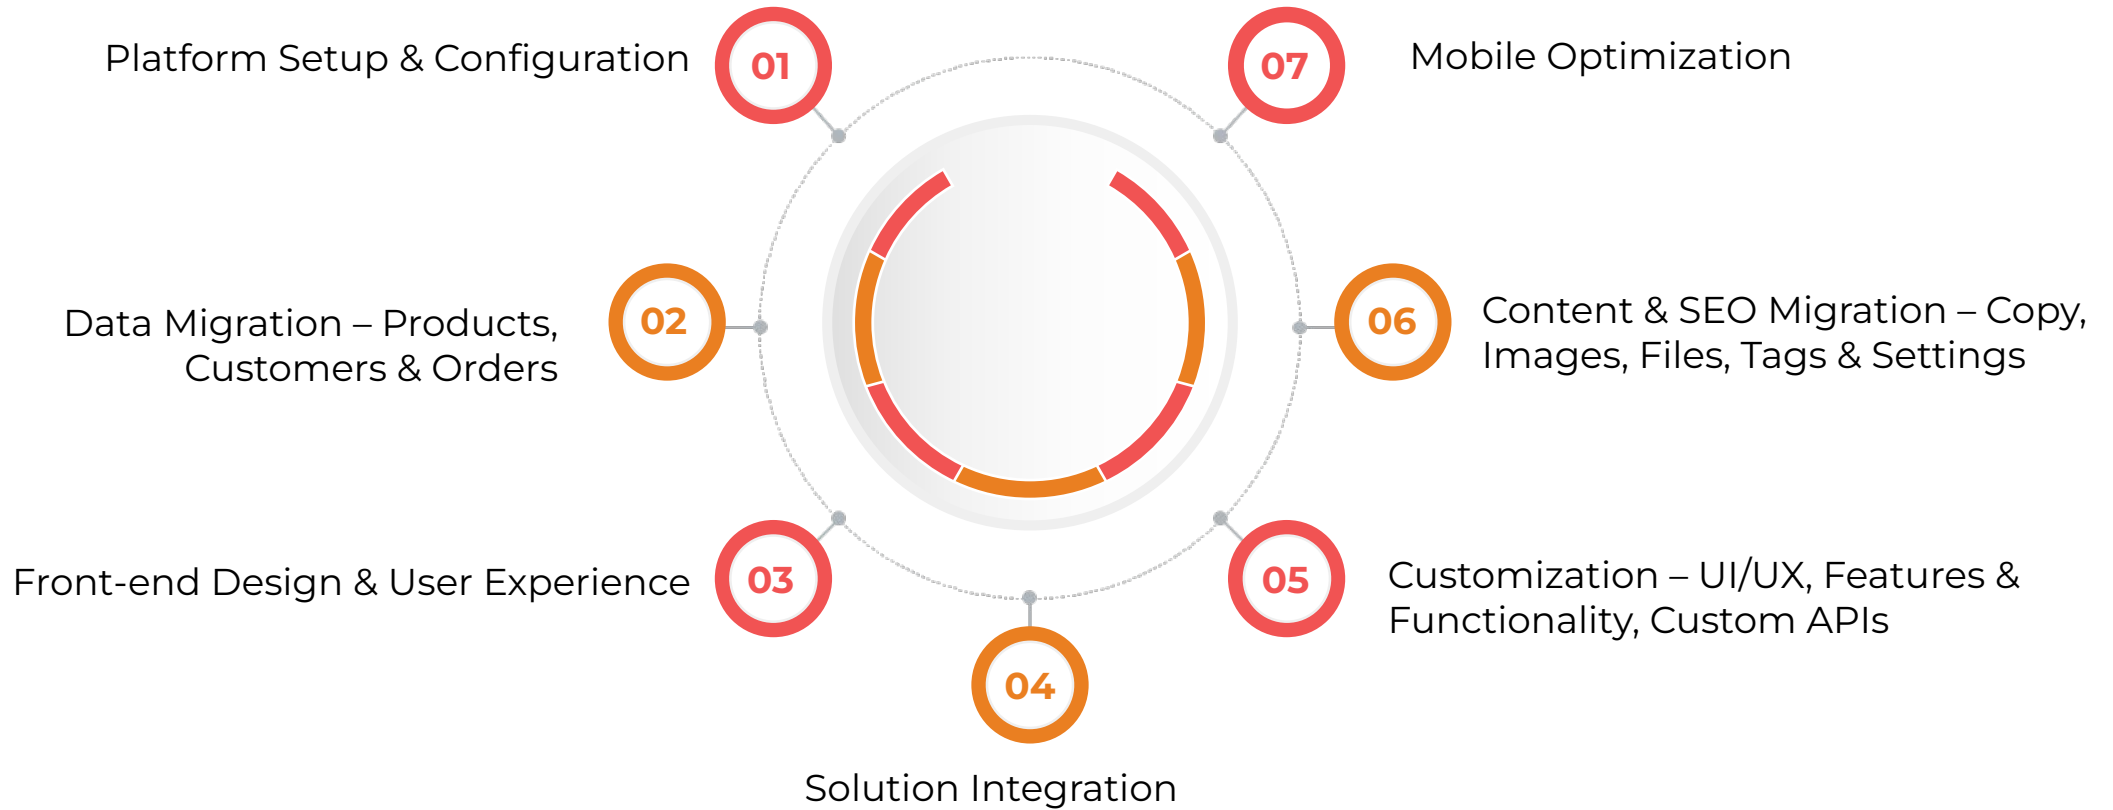 01
Platform Setup & Configuration
02
Data Migration – Products,
Customers & Orders
03
Front-end Design & User Experience
04
Solution Integration
05
Customization – UI/UX, Features &
Functionality, Custom APIs
06
Content & SEO Migration – Copy,
Images, Files, Tags & Settings
07
Mobile Optimization